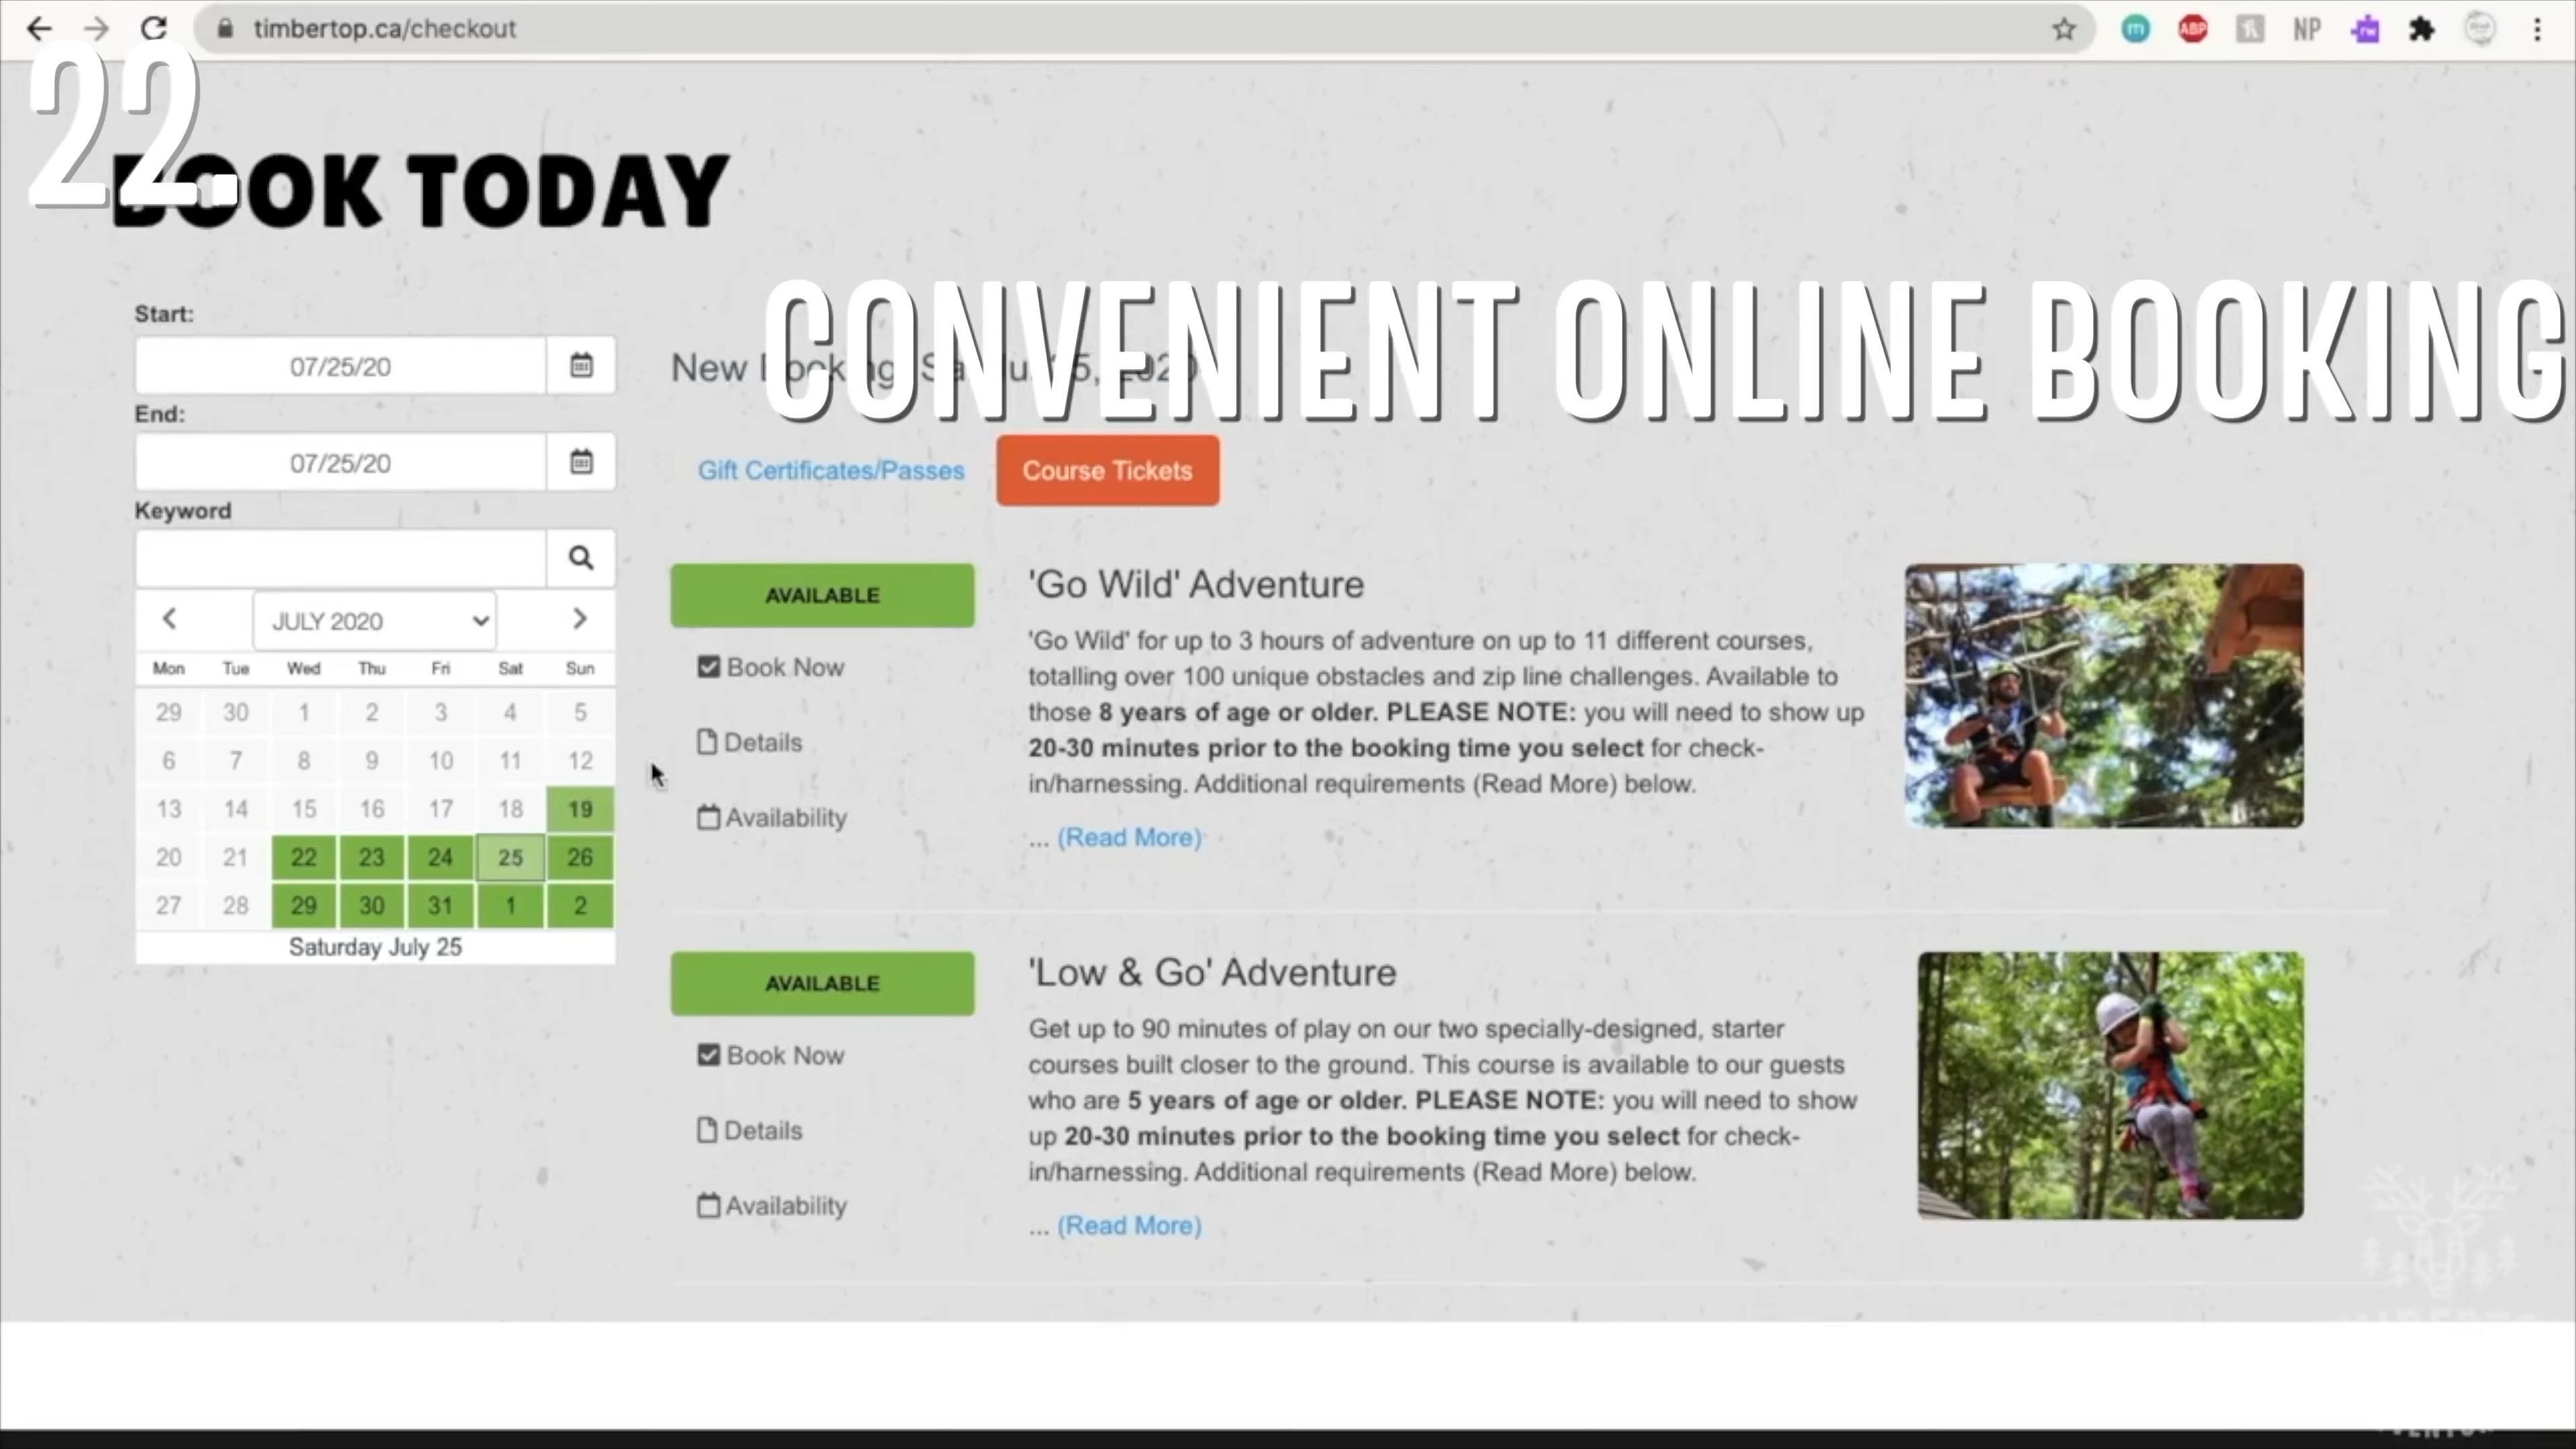 timbertop.ca/checkout
ABP
NP
rw
22.
BOOK TODAY
CONVENIENT ONLINE BOOKING
Start:
07/25/20
End:
07/25/20
Keyword
JULY 2020
Mon Tue Wed Thu Fri Sat Sun
29 30 1 2 3 4 5
6 7 8 9 10 11 12
13 14 15 16 17 18 19
20 21 22 23 24 25 26
27 28 29 30 31 1 2
Saturday July 25
New
Gift Certificates/Passes Course Tickets
AVAILABLE
Book Now
Details
Availability
'Go Wild' Adventure
'Go Wild' for up to 3 hours of adventure on up to 11 different courses,
totalling over 100 unique obstacles and zip line challenges. Available to
those 8 years of age or older. PLEASE NOTE: you will need to show up
20-30 minutes prior to the booking time you select for check-
in/harnessing. Additional requirements (Read More) below.
... (Read More)
AVAILABLE
Book Now
Details
Availability
'Low & Go' Adventure
Get up to 90 minutes of play on our two specially-designed, starter
courses built closer to the ground. This course is available to our guests
who are 5 years of age or older. PLEASE NOTE: you will need to show
up 20-30 minutes prior to the booking time you select for check-
in/harnessing. Additional requirements (Read More) below.
... (Read More)